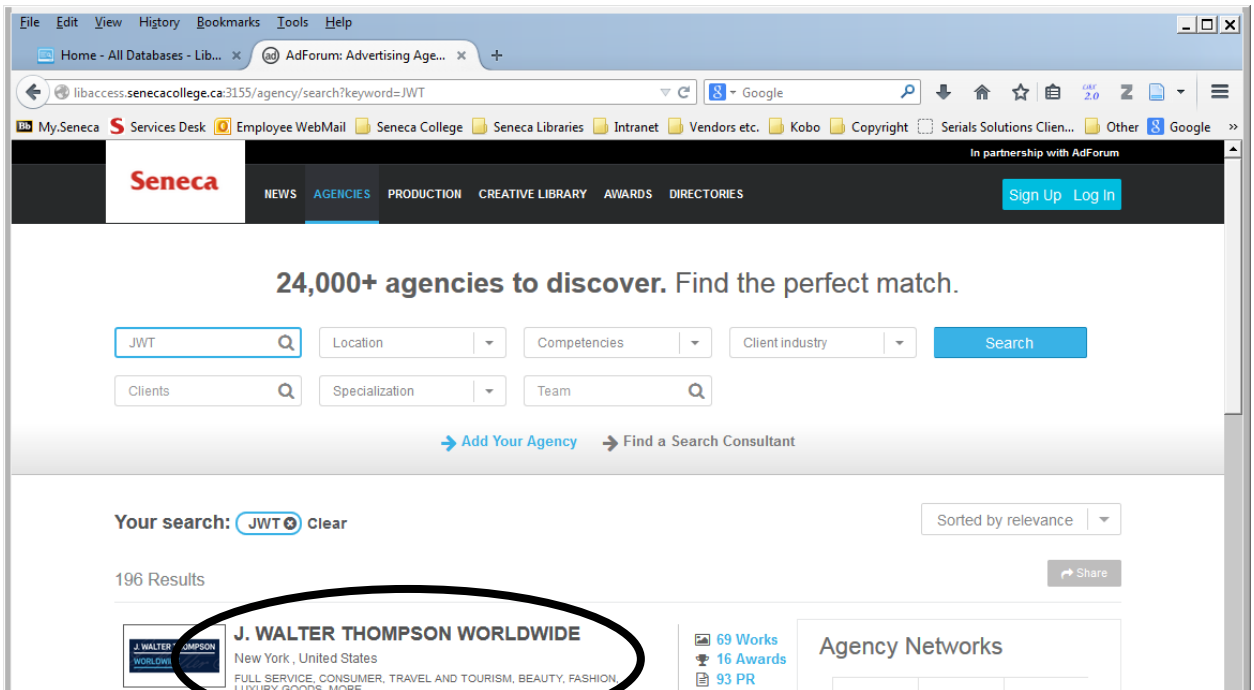 File Edit View History Bookmarks Tools Help
Home - All Databases - Lib... × ad AdForum: Advertising Age... × +
libaccess.senecacollege.ca:3155/agency/search?keyword=JWT Google
My.Seneca Services Desk Employee WebMail Seneca College Seneca Libraries Intranet Vendors etc. Kobo Copyright Serials Solutions Clien... Other Google »
In partnership with AdForum
Seneca NEWS AGENCIES PRODUCTION CREATIVE LIBRARY AWARDS DIRECTORIES Sign Up Log In
24,000+ agencies to discover. Find the perfect match.
JWT Location Competencies Client industry Search
Clients Specialization Team
Add Your Agency Find a Search Consultant
Your search: JWT Clear Sorted by relevance
196 Results Share
J. WALTER THOMPSON WORLDWIDE
New York , United States
FULL SERVICE, CONSUMER, TRAVEL AND TOURISM, BEAUTY, FASHION,
LUXURY GOODS, MORE
69 Works
16 Awards
93 PR
Agency Networks